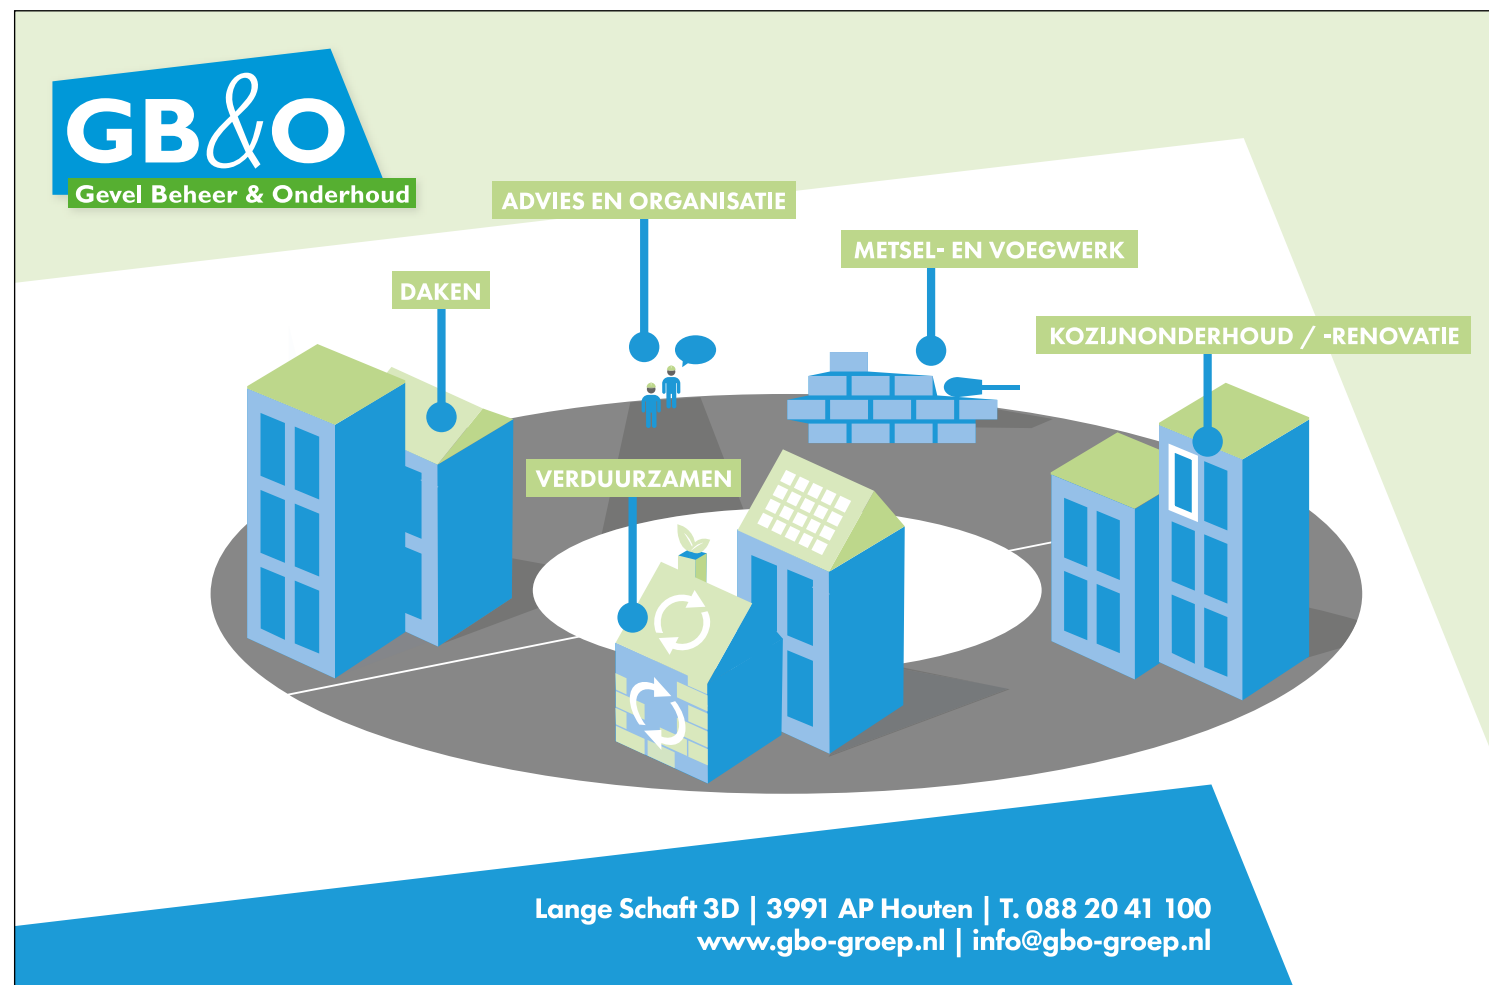 GB&O
Gevel Beheer & Onderhoud
ADVIES EN ORGANISATIE
METSEL- EN VOEGWERK
DAKEN
KOZIJNONDERHOUD / -RENOVATIE
VERDUURZAMEN
Lange Schaft 3D | 3991 AP Houten | T. 088 20 41 100
www.gbo-groep.nl | info@gbo-groep.nl